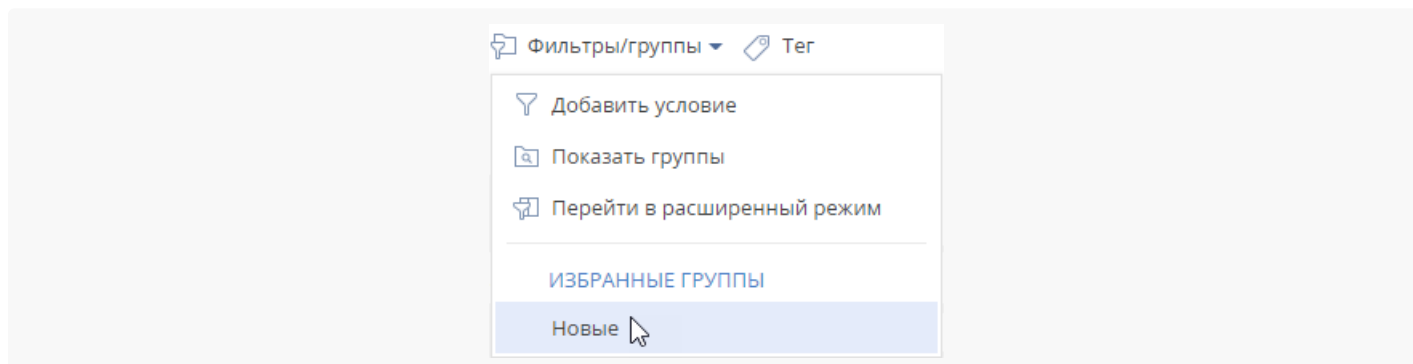 Фильтры/группы Тег
Добавить условие
Показать группы
Перейти в расширенный режим
ИЗБРАННЫЕ ГРУППЫ
Новые